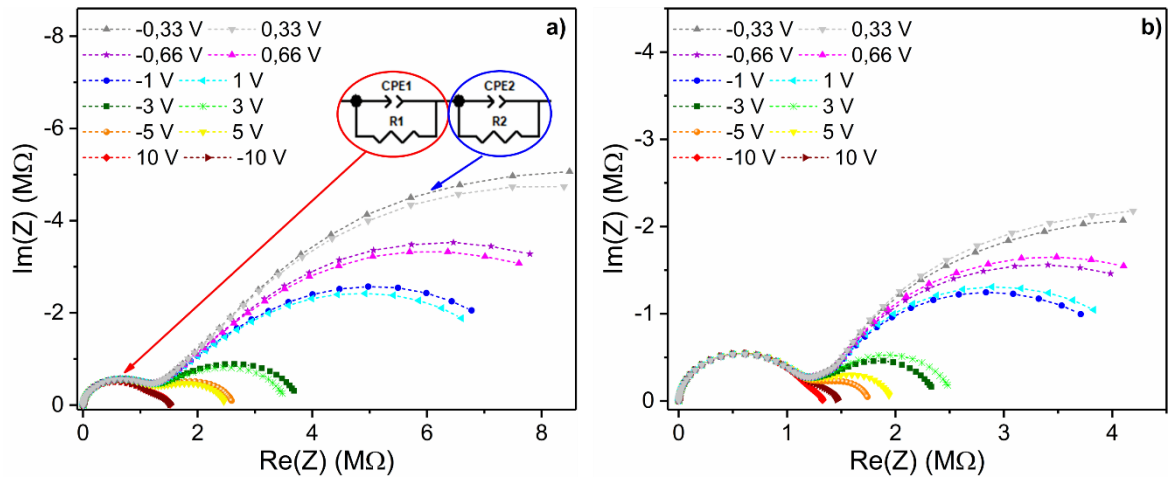 a)
-0,33 V 0,33 V
-0,66 V 0,66 V
-1 V 1 V
-3 V 3 V
-5 V 5 V
10 V -10 V
CPE1 CPE2
R1 R2
-8
-6
-4
-2
0
Im(Z) (MΩ)
0 2 4 6 8
Re(Z) (MΩ)
b)
-0,33 V 0,33 V
-0,66 V 0,66 V
-1 V 1 V
-3 V 3 V
-5 V 5 V
-10 V 10 V
-4
-3
-2
-1
0
Im(Z) (MΩ)
0 1 2 3 4
Re(Z) (MΩ)